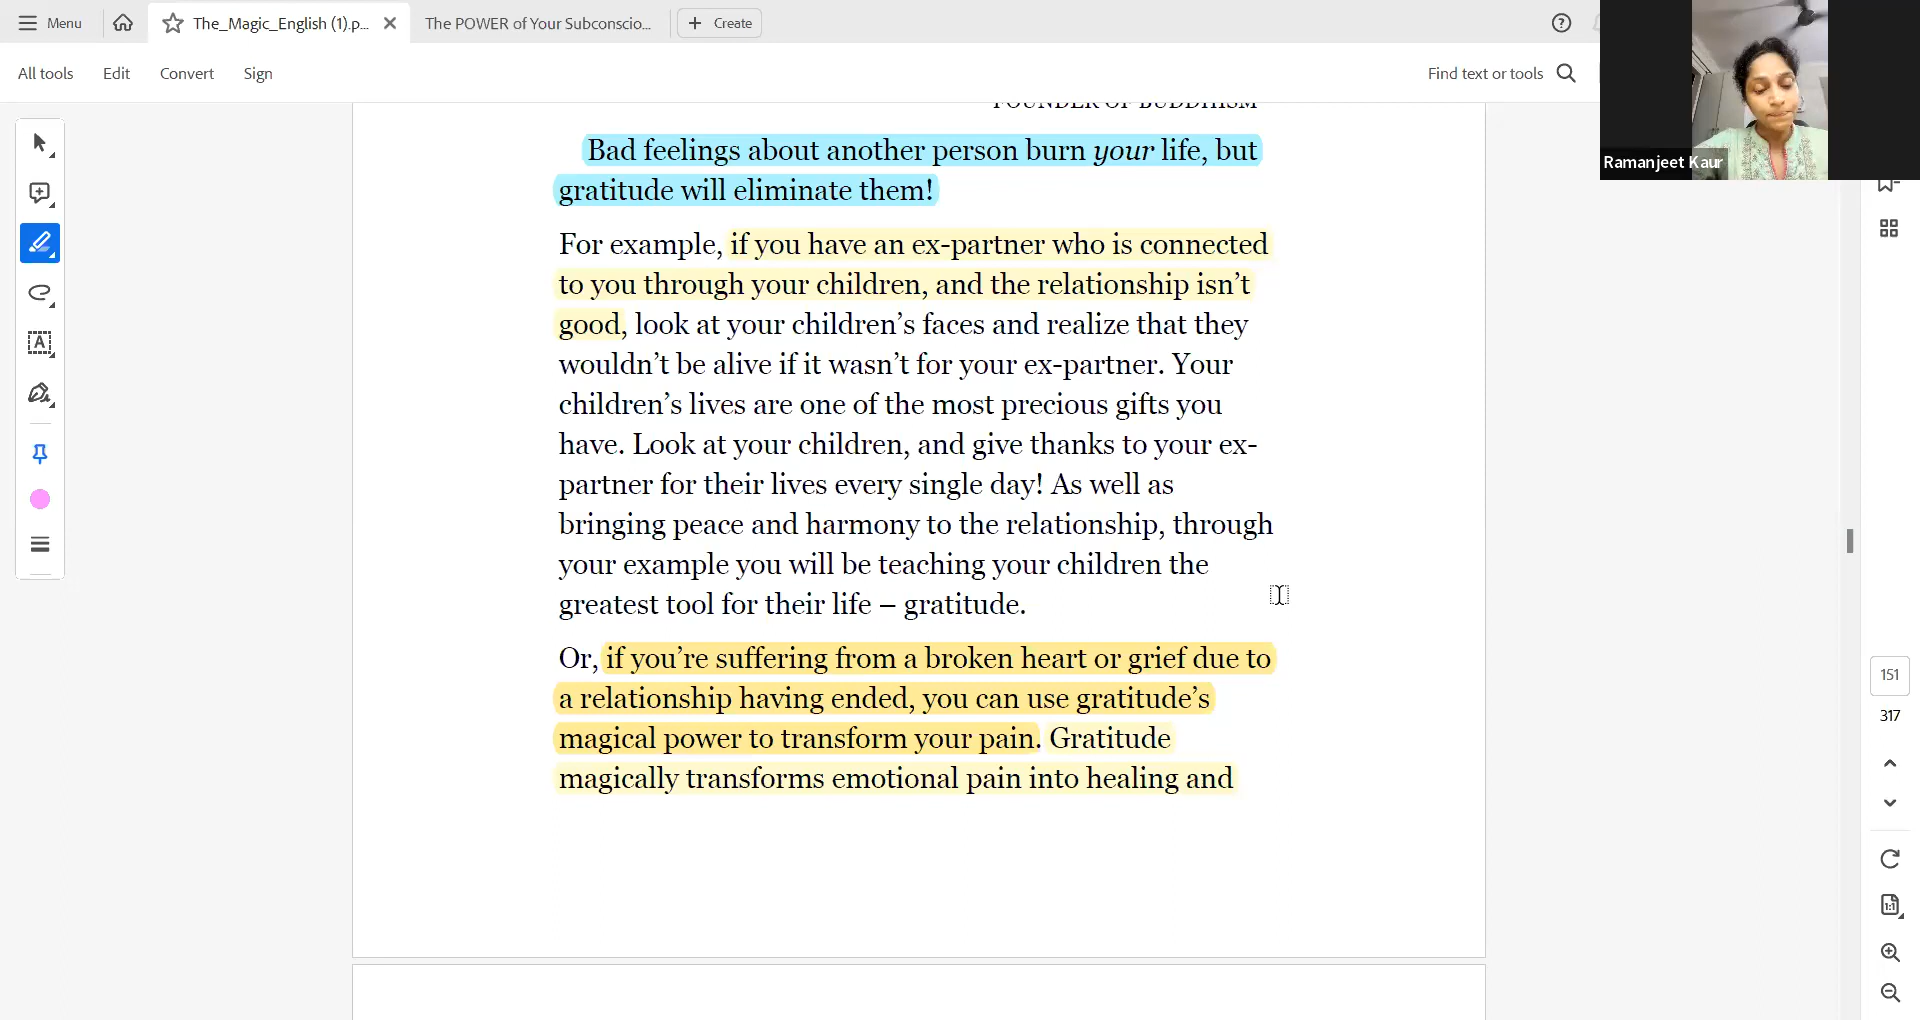 Menu
The_Magic_English (1).p...
The POWER of Your Subconscio...
Create
All tools
Edit
Convert
Sign
Find text or tools
Ramanjeet Kaur
FOUNDER OF BUDDHISM
Bad feelings about another person burn your life, but
gratitude will eliminate them!
For example, if you have an ex-partner who is connected
to you through your children, and the relationship isn’t
good, look at your children’s faces and realize that they
wouldn’t be alive if it wasn’t for your ex-partner. Your
children’s lives are one of the most precious gifts you
have. Look at your children, and give thanks to your ex-
partner for their lives every single day! As well as
bringing peace and harmony to the relationship, through
your example you will be teaching your children the
greatest tool for their life – gratitude.
Or, if you’re suffering from a broken heart or grief due to
a relationship having ended, you can use gratitude’s
magical power to transform your pain. Gratitude
magically transforms emotional pain into healing and
151
317